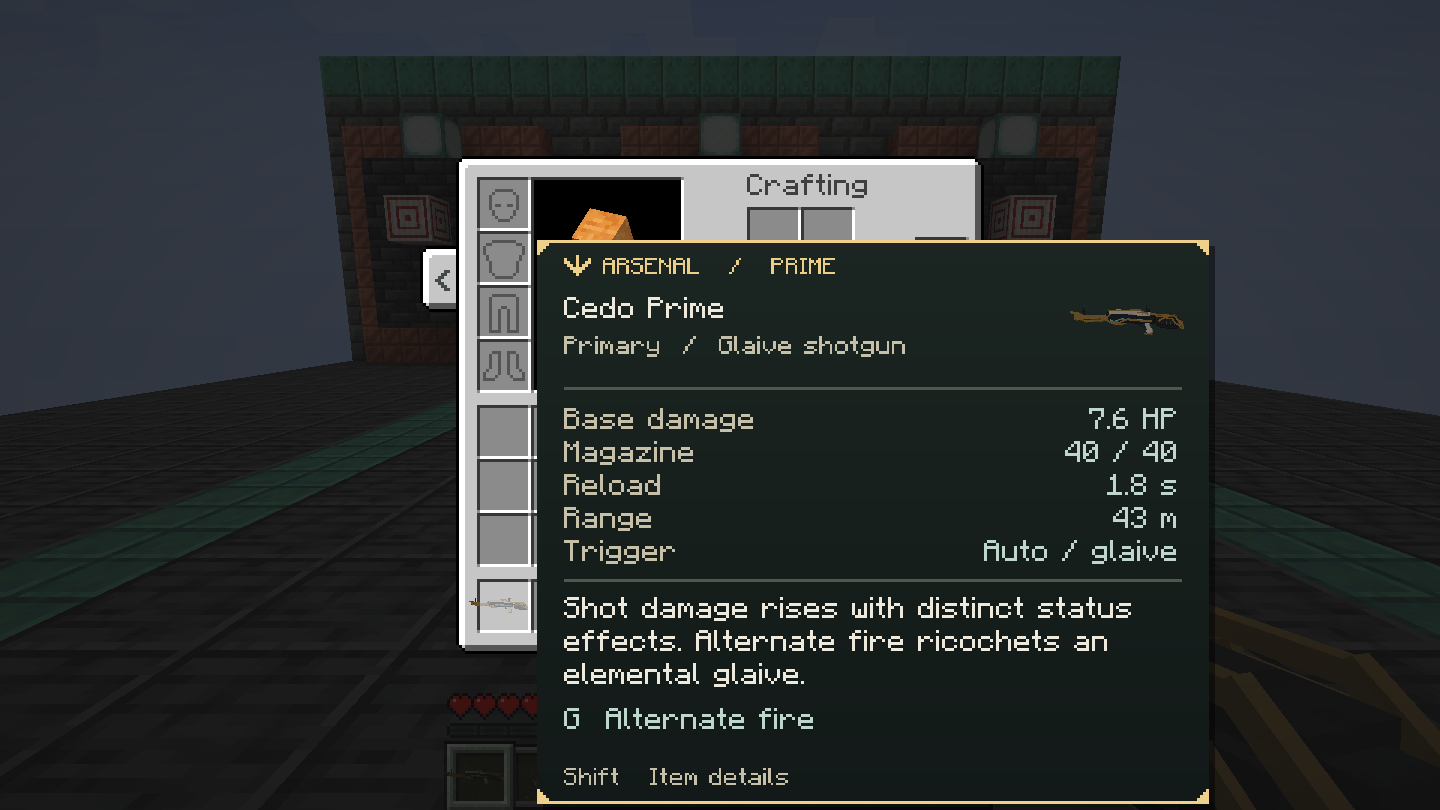 Crafting
<
ARSENAL / PRIME
Cedo Prime
Primary / Glaive shotgun
Base damage 7.6 HP
Magazine 40 / 40
Reload 1.8 s
Range 43 m
Trigger Auto / glaive
Shot damage rises with distinct status
effects. Alternate fire ricochets an
elemental glaive.
G Alternate fire
Shift Item details